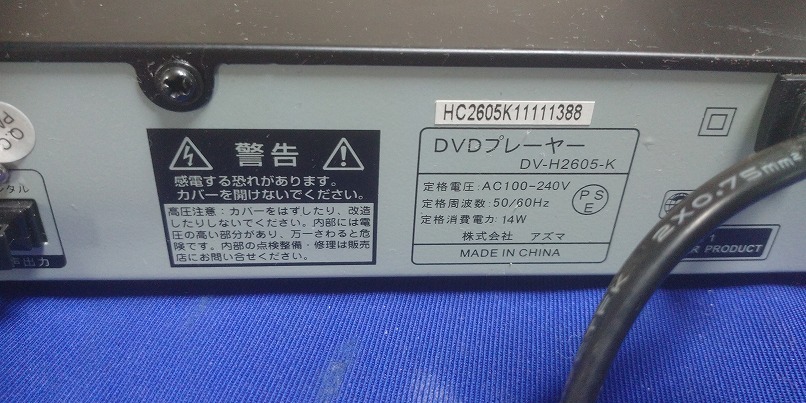 HC2605K11111388
Q.C
PA
警告
感電する恐れがあります。
カバーを開けないでください。
高圧注意：カバーをはずしたり、改造
したりしないでください。内部には電
圧の高い部分があり、万一さわると危
険です。内部の点検整備・修理は販売
店にお問い合せください。
DVDプレーヤー
DV-H2605-K
定格電圧：AC100-240V
定格周波数：50/60Hz
定格消費電力：14W
PS
E
株式会社 アズマ
MADE IN CHINA
タル
声出力
1
R PRODUCT
2X0.75mm²